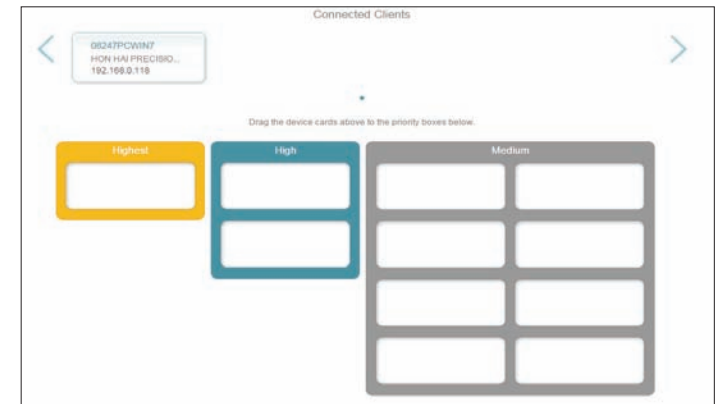 Connected Clients
08247PCWIN7
HON HAI PRECISIO...
192.168.0.118
Drag the device cards above to the priority boxes below.
Highest
High
Medium